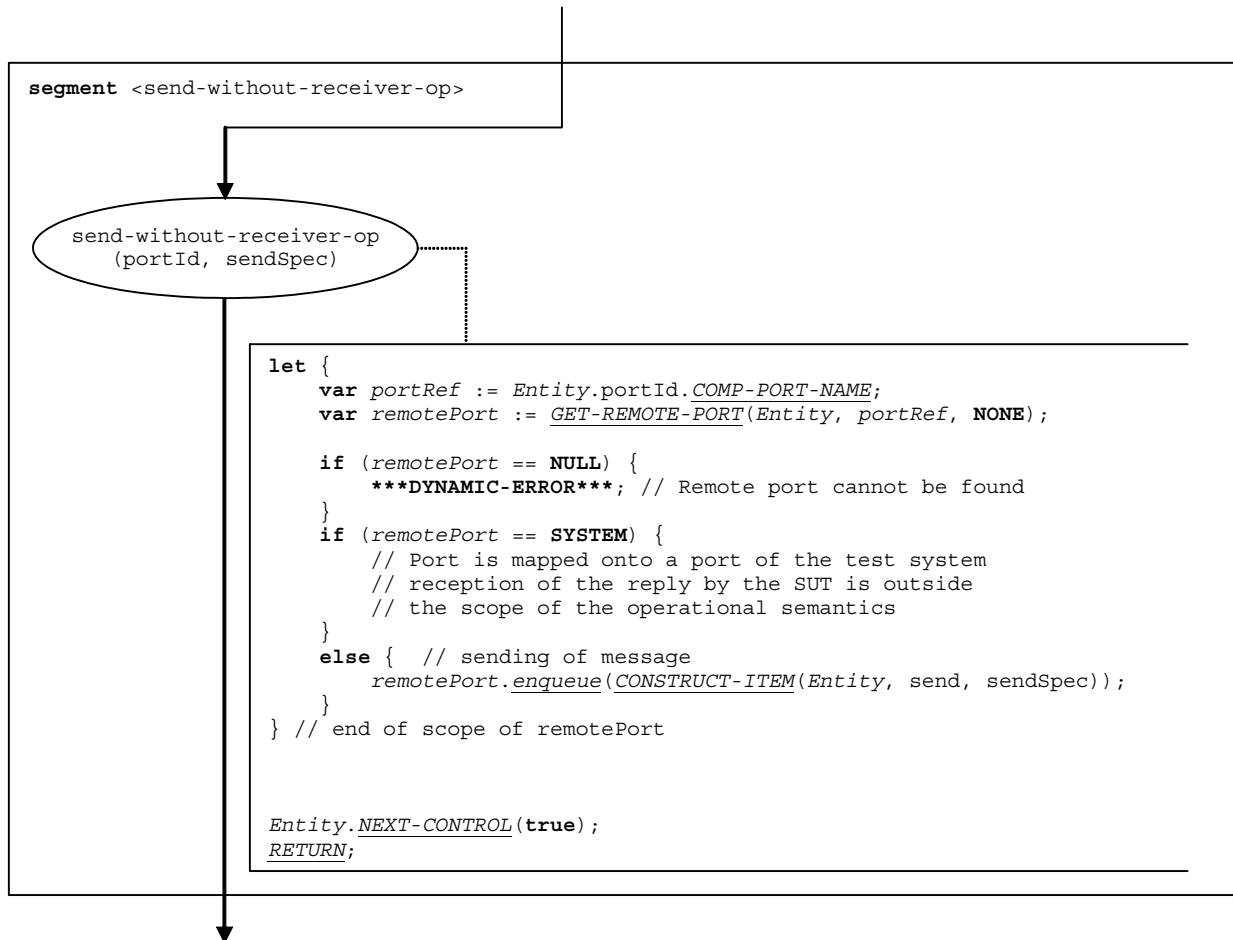 segment <send-without-receiver-op>
send-without-receiver-op
(portId, sendSpec)
let {
var portRef := Entity.portId.COMP-PORT-NAME;
var remotePort := GET-REMOTE-PORT(Entity, portRef, NONE);
if (remotePort == NULL) {
***DYNAMIC-ERROR***; // Remote port cannot be found
}
if (remotePort == SYSTEM) {
// Port is mapped onto a port of the test system
// reception of the reply by the SUT is outside
// the scope of the operational semantics
}
else { // sending of message
remotePort.enqueue(CONSTRUCT-ITEM(Entity, send, sendSpec));
}
} // end of scope of remotePort
Entity.NEXT-CONTROL(true);
RETURN;